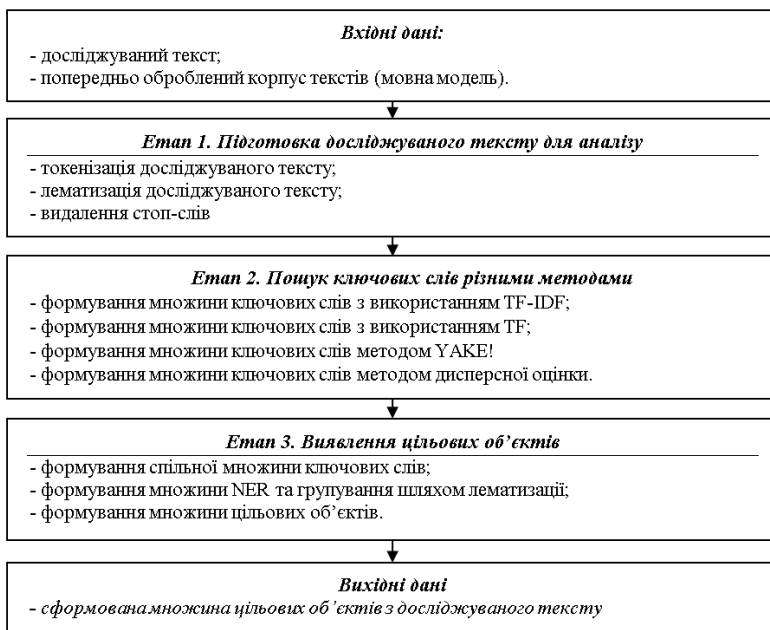 Вхідні дані:
- досліджуваний текст;
- попередньо оброблений корпус текстів (мовна модель).
Етап 1. Підготовка досліджуваного тексту для аналізу
- токенізація досліджуваного тексту;
- лематизація досліджуваного тексту;
- видалення стоп-слів
Етап 2. Пошук ключових слів різними методами
- формування множини ключових слів з використанням TF-IDF;
- формування множини ключових слів з використанням TF;
- формування множини ключових слів методом YAKE!
- формування множини ключових слів методом дисперсної оцінки.
Етап 3. Виявлення цільових об’єктів
- формування спільної множини ключових слів;
- формування множини NER та групування шляхом лематизації;
- формування множини цільових об’єктів.
Вихідні дані
- сформована множина цільових об’єктів з досліджуваного тексту